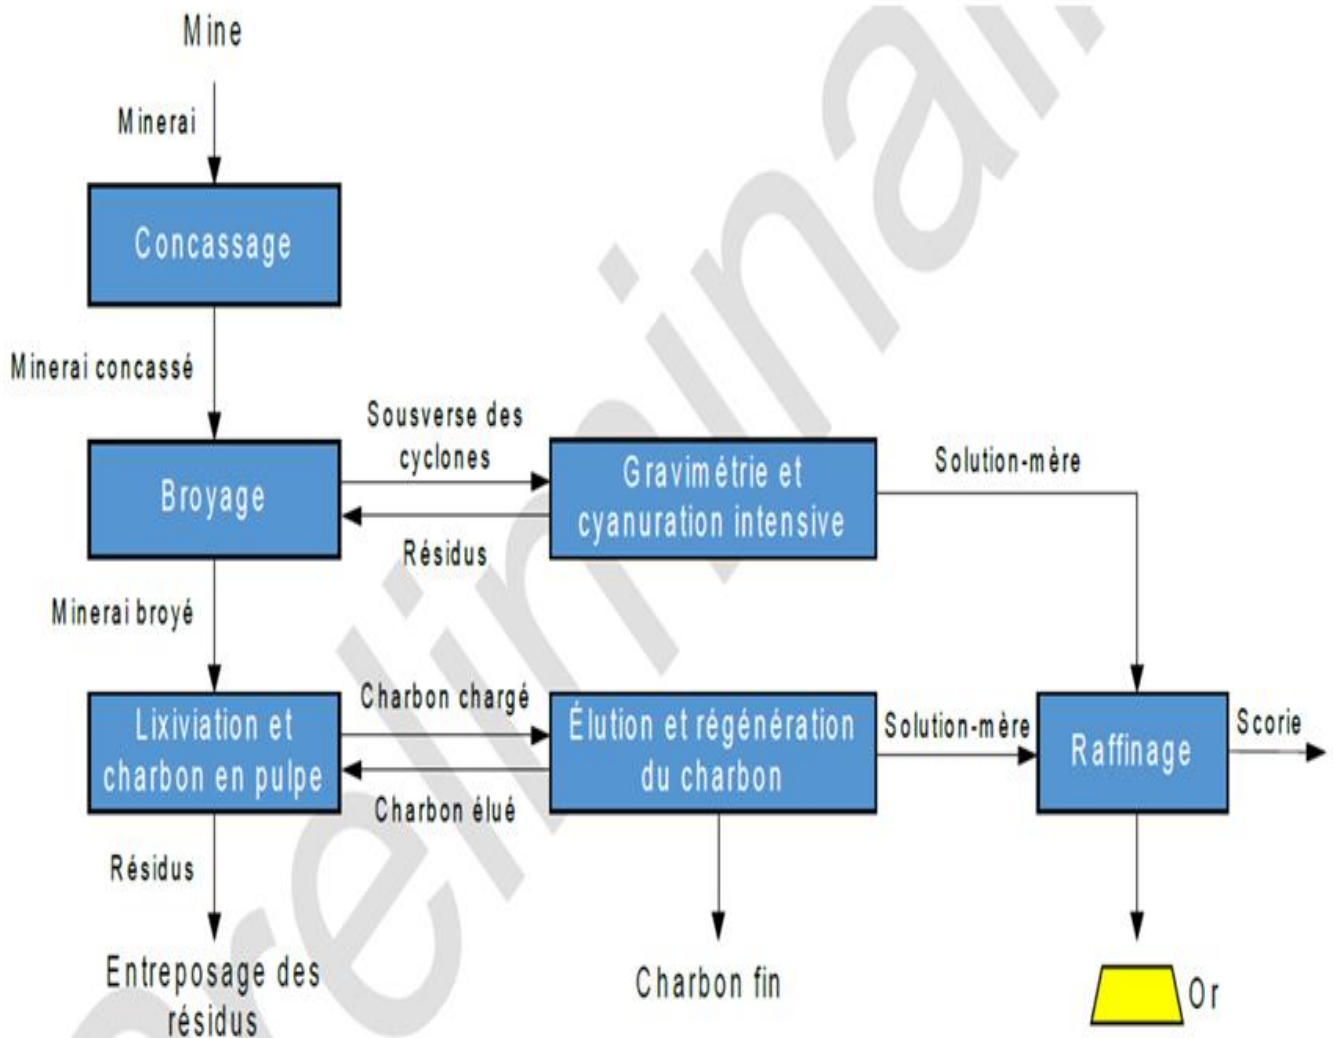 Mine
Minerai
Concassage
Minerai concassé
Sousverse des
cyclones
Broyage
Gravimétrie et
cyanuration intensive
Solution-mère
Résidus
Minerai broyé
Lixiviation et
charbon en pulpe
Charbon chargé
Élution et régénération
du charbon
Solution-mère
Raffinage
Scorie
Charbon élué
Résidus
Entreposage des
résidus
Charbon fin
Or
relimina